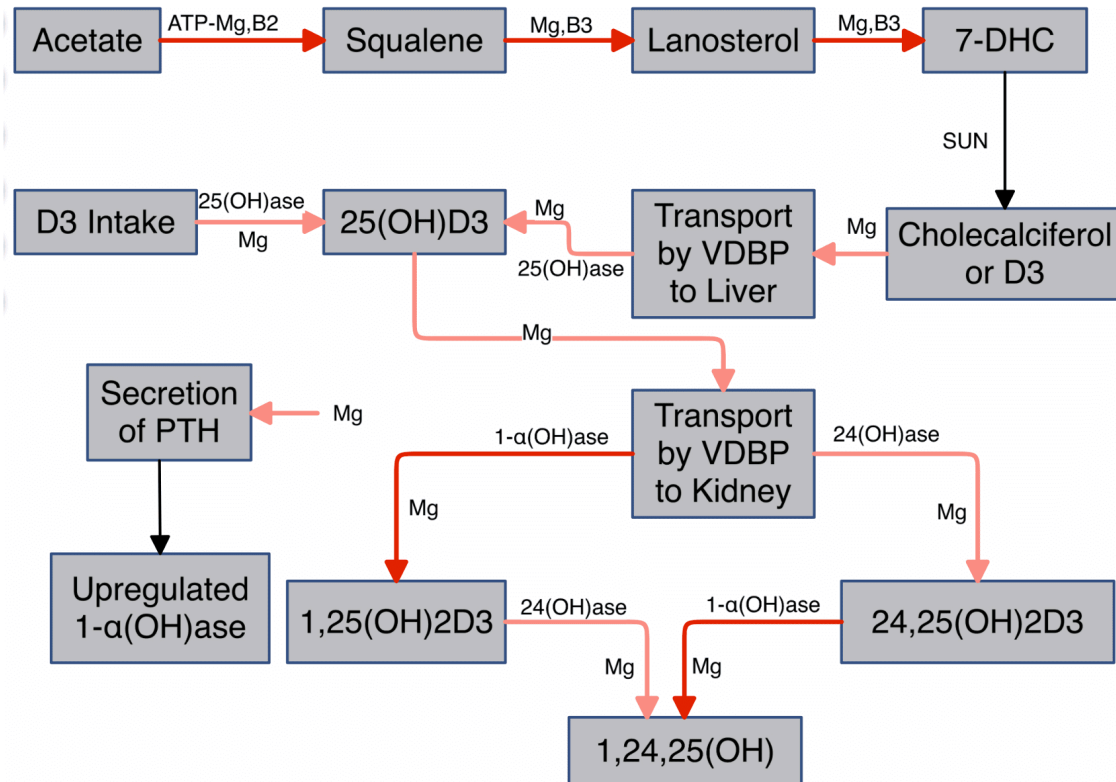 Acetate
ATP-Mg,B2
Squalene
Mg,B3
Lanosterol
Mg,B3
7-DHC
SUN
D3 Intake
25(OH)ase
Mg
25(OH)D3
Mg
25(OH)ase
Transport
by VDBP
to Liver
Mg
Cholecalciferol
or D3
Mg
Secretion
of PTH
Mg
1-α(OH)ase
Transport
by VDBP
to Kidney
24(OH)ase
Mg
Mg
Upregulated
1-α(OH)ase
1,25(OH)2D3
24(OH)ase
1-α(OH)ase
24,25(OH)2D3
Mg
Mg
1,24,25(OH)